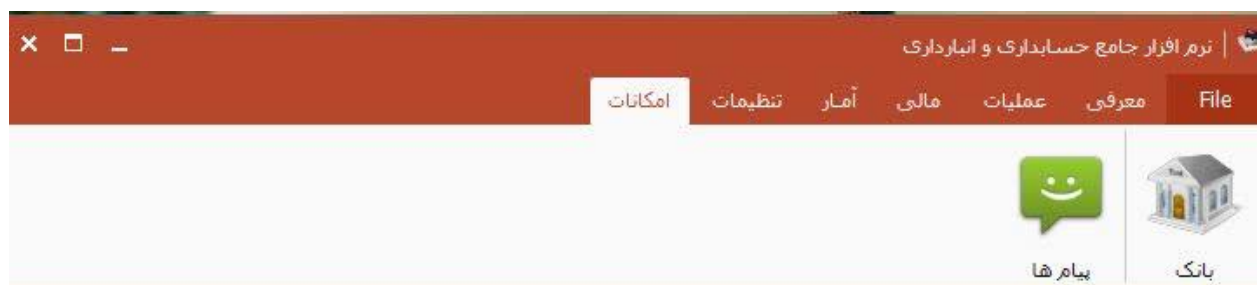 نرم افزار جامع حسابداری و انبارداری
File معرفی عملیات مالی آمار تنظیمات امکانات
بانک پیام ها